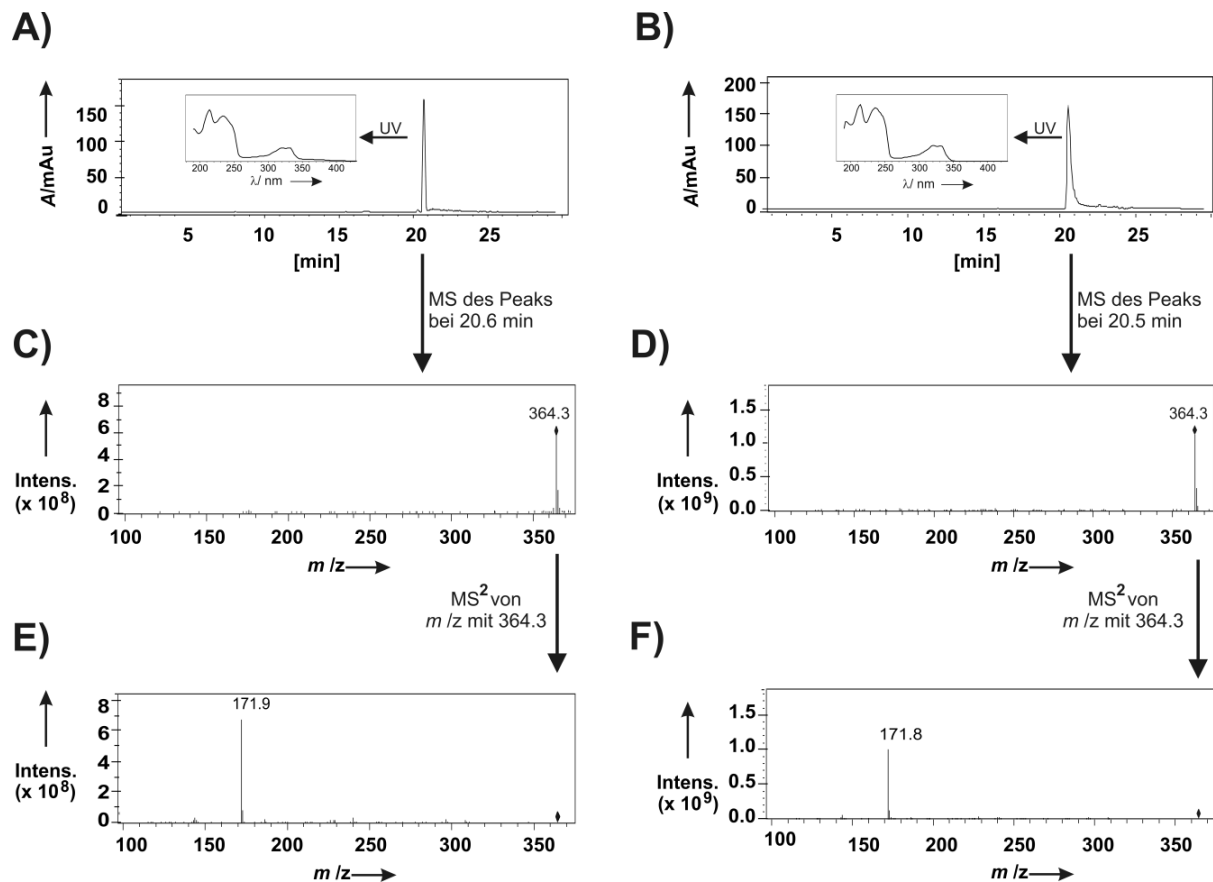 A)
B)
A/mAu
150
100
50
0
UV
200 250 300 350 400
λ/ nm
5 10 15 20 25
[min]
A/mAu
200
150
100
50
0
UV
200 250 300 350 400
λ/ nm
5 10 15 20 25
[min]
MS des Peaks
bei 20.6 min
MS des Peaks
bei 20.5 min
C)
D)
Intens.
(x 10⁸)
8
6
4
2
0
364.3
100 150 200 250 300 350
m /z
Intens.
(x 10⁹)
1.5
1.0
0.5
0.0
364.3
100 150 200 250 300 350
m /z
MS² von
m /z mit 364.3
MS² von
m /z mit 364.3
E)
F)
Intens.
(x 10⁸)
8
6
4
2
0
171.9
100 150 200 250 300 350
m /z
Intens.
(x 10⁹)
1.5
1.0
0.5
0.0
171.8
100 150 200 250 300 350
m /z